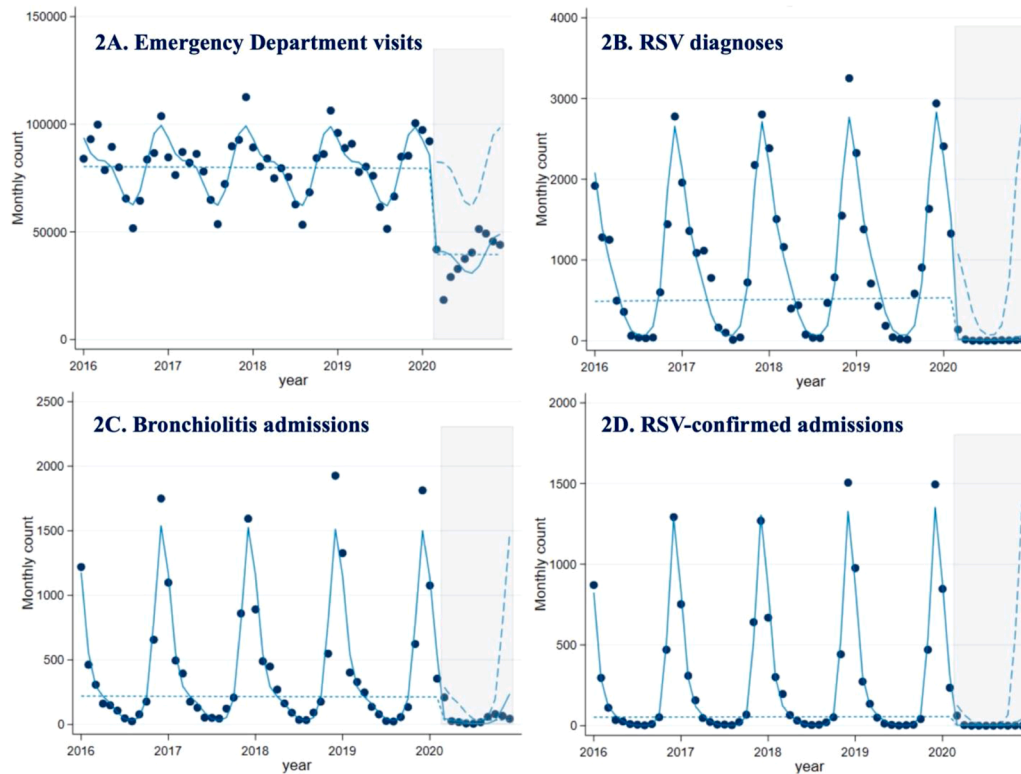 2A. Emergency Department visits
Monthly count
150000
100000
50000
0
2016 2017 2018 2019 2020
year
2B. RSV diagnoses
Monthly count
4000
3000
2000
1000
0
2016 2017 2018 2019 2020
year
2C. Bronchiolitis admissions
Monthly count
2500
2000
1500
1000
500
0
2016 2017 2018 2019 2020
year
2D. RSV-confirmed admissions
Monthly count
2000
1500
1000
500
0
2016 2017 2018 2019 2020
year